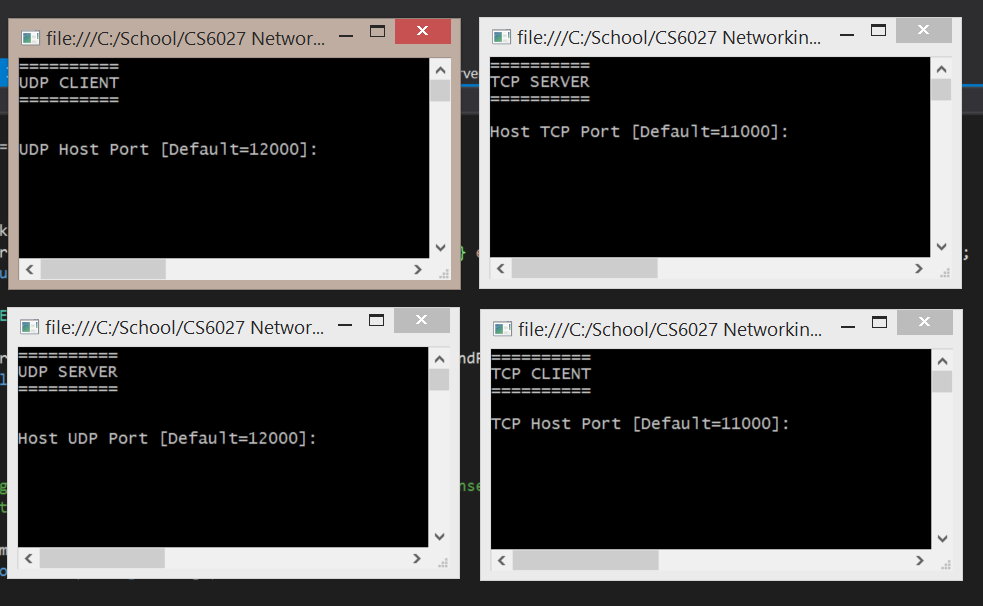 file:///C:/School/CS6027 Networ...
==========
UDP CLIENT
==========
UDP Host Port [Default=12000]:
file:///C:/School/CS6027 Networkin...
==========
TCP SERVER
==========
Host TCP Port [Default=11000]:
file:///C:/School/CS6027 Networ...
==========
UDP SERVER
==========
Host UDP Port [Default=12000]:
file:///C:/School/CS6027 Networkin...
==========
TCP CLIENT
==========
TCP Host Port [Default=11000]: